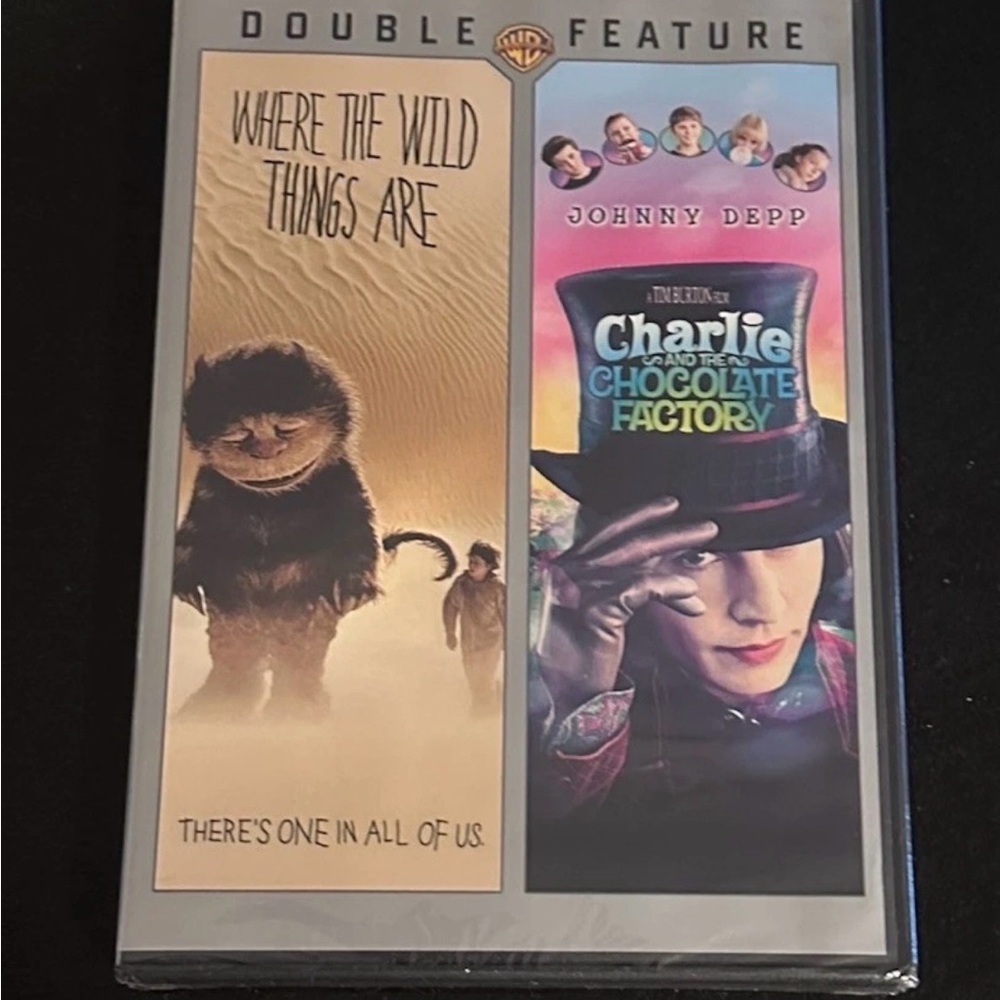 DOUBLE WB FEATURE
WHERE THE WILD
THINGS ARE
THERE'S ONE IN ALL OF US.
JOHNNY DEPP
A TIM BURTON FILM
Charlie
AND THE
CHOCOLATE
FACTORY